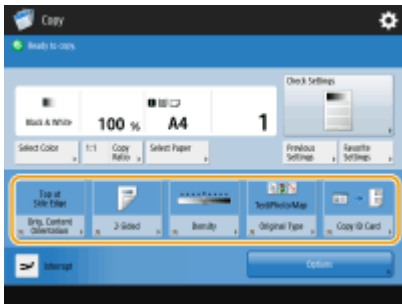 Copy
Ready to copy.
Check Settings
Black & White
100 %
A4
1
Select Color
1:1
Copy Ratio
Select Paper
Previous Settings
Favorite Settings
Top at Side Edge
Text/Photo/Map
Orig. Content Orientation
2-Sided
Density
Original Type
Copy ID Card
Interrupt
Options